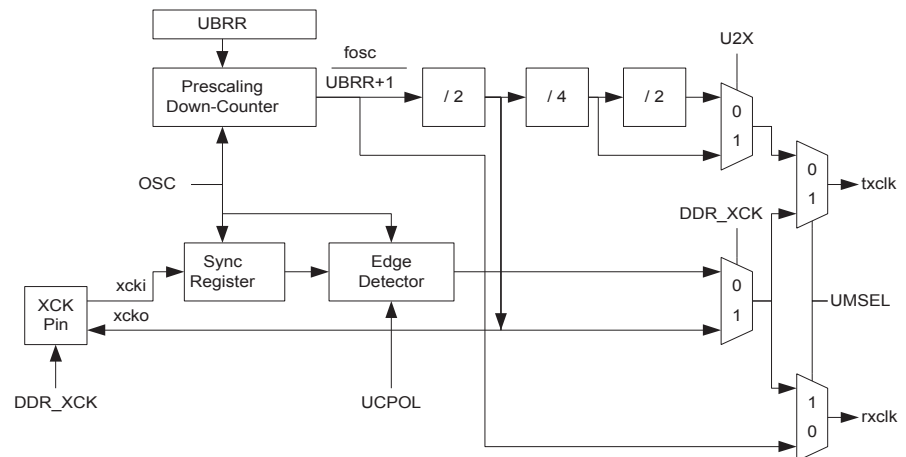 UBRR
fosc
U2X
Prescaling
Down-Counter
UBRR+1
/ 2
/ 4
/ 2
0
1
OSC
0
1
txclk
DDR_XCK
Sync
Register
Edge
Detector
xcki
0
1
UMSEL
XCK
Pin
xcko
DDR_XCK
UCPOL
1
0
rxclk